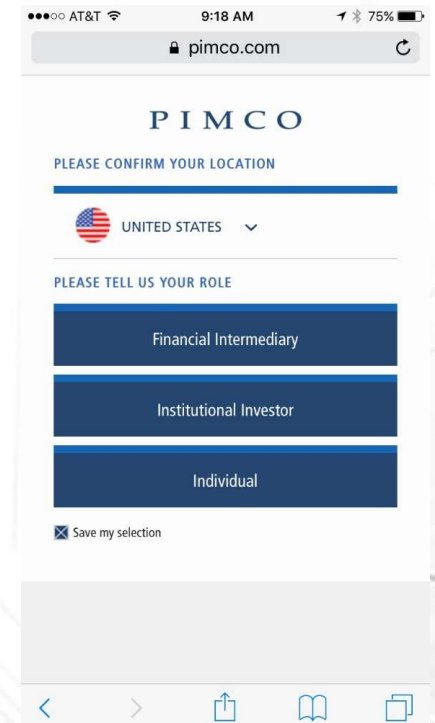 AT&T 9:18 AM 75%
pimco.com
PIMCO
PLEASE CONFIRM YOUR LOCATION
UNITED STATES
PLEASE TELL US YOUR ROLE
Financial Intermediary
Institutional Investor
Individual
Save my selection